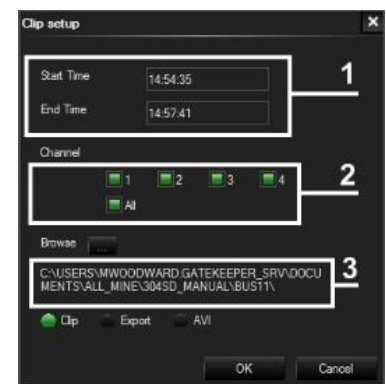 Clip setup
Start Time 14:54:35 1
End Time 14:57:41
Channel
1 2 3 4 2
All
Browse ...
C:\USERS\MWOODWARD.GATEKEEPER_SRV\DOCU
MENTS\ALL_MINE\304SD_MANUAL\BUS11\
3
Clip Export AVI
OK Cancel